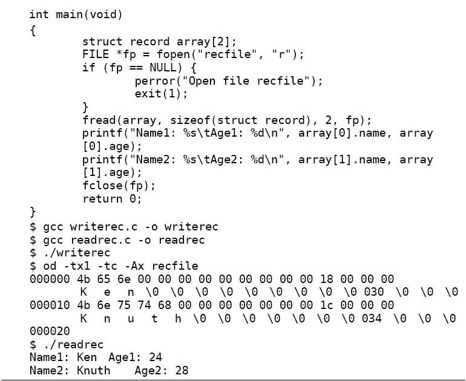 int main(void)
{
struct record array[2];
FILE *fp = fopen("recfile", "r");
if (fp == NULL) {
perror("Open file recfile");
exit(1);
}
fread(array, sizeof(struct record), 2, fp);
printf("Name1: %s\tAge1: %d\n", array[0].name, array
[0].age);
printf("Name2: %s\tAge2: %d\n", array[1].name, array
[1].age);
fclose(fp);
return 0;
}
$ gcc writerec.c -o writerec
$ gcc readrec.c -o readrec
$ ./writerec
$ od -tx1 -tc -Ax recfile
000000 4b 65 6e 00 00 00 00 00 00 00 00 00 18 00 00 00
K e n \0 \0 \0 \0 \0 \0 \0 \0 \0 030 \0 \0 \0
000010 4b 6e 75 74 68 00 00 00 00 00 00 00 1c 00 00 00
K n u t h \0 \0 \0 \0 \0 \0 \0 034 \0 \0 \0
000020
$ ./readrec
Name1: Ken Age1: 24
Name2: Knuth Age2: 28